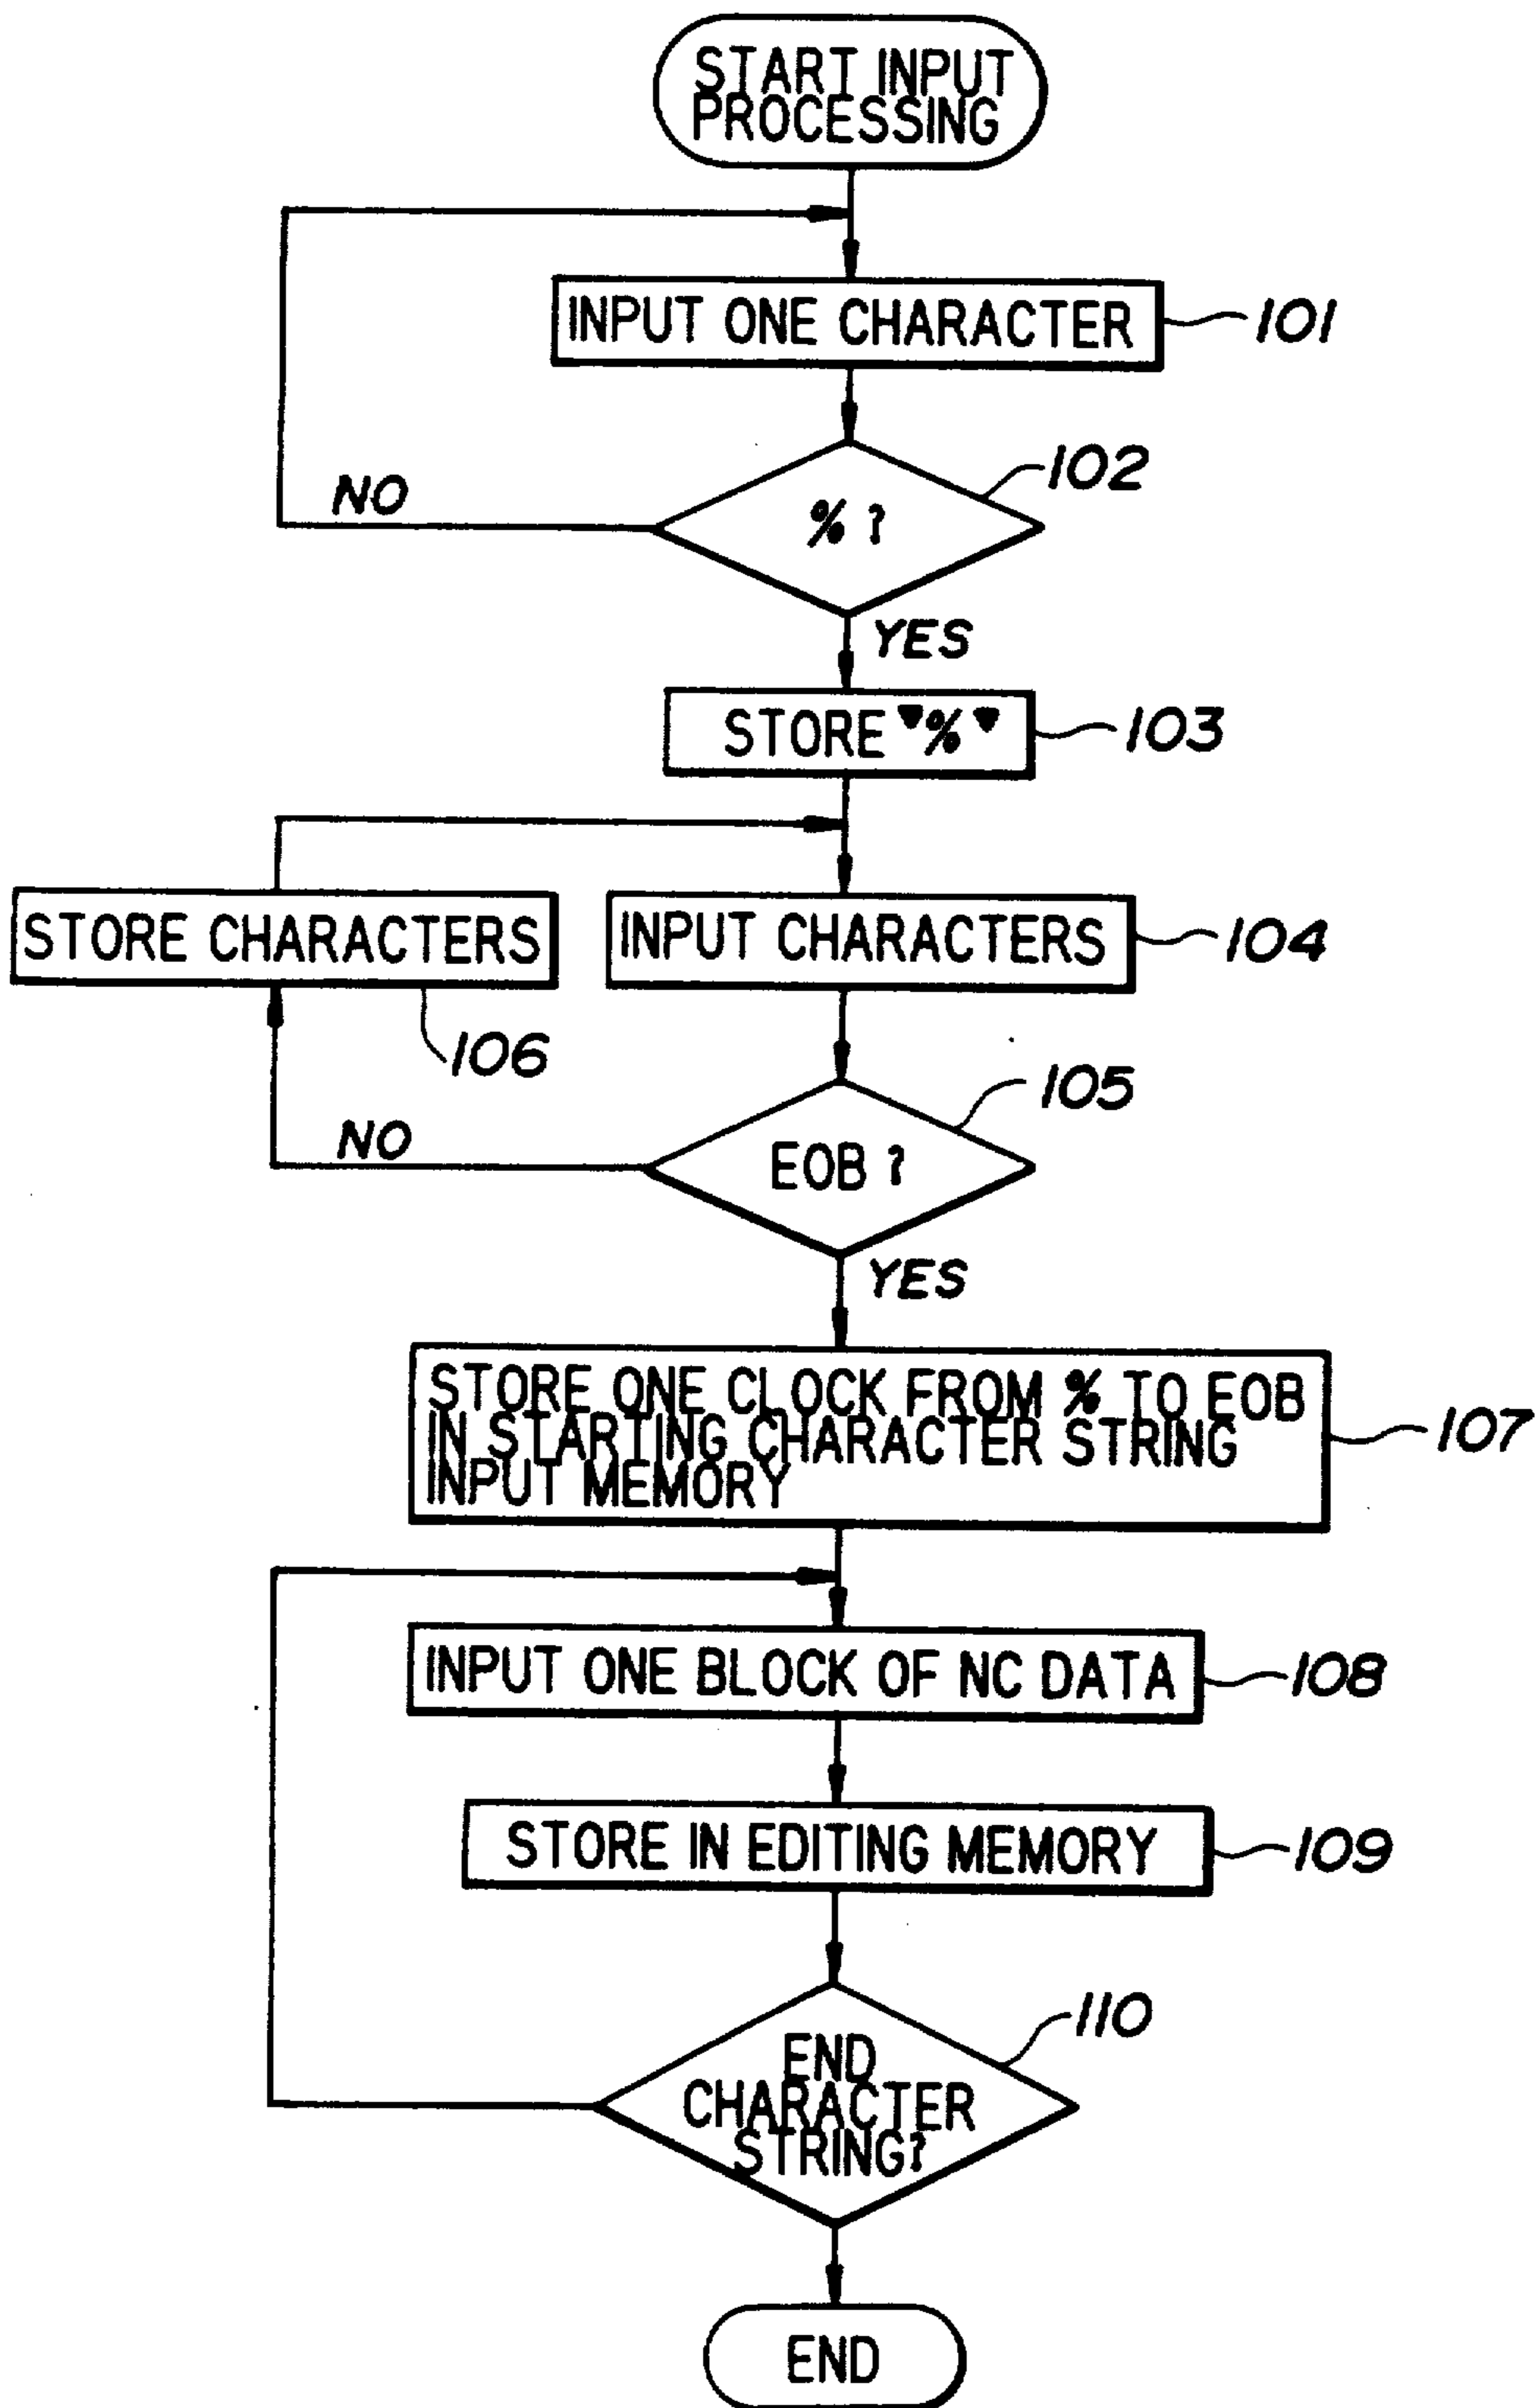 START INPUT
PROCESSING
INPUT ONE CHARACTER
101
102
NO
% ?
YES
STORE "%"
103
STORE CHARACTERS
INPUT CHARACTERS
104
106
105
NO
EOB ?
YES
STORE ONE CLOCK FROM % TO EOB
IN STARTING CHARACTER STRING
INPUT MEMORY
107
INPUT ONE BLOCK OF NC DATA
108
STORE IN EDITING MEMORY
109
110
END
CHARACTER
STRING?
END